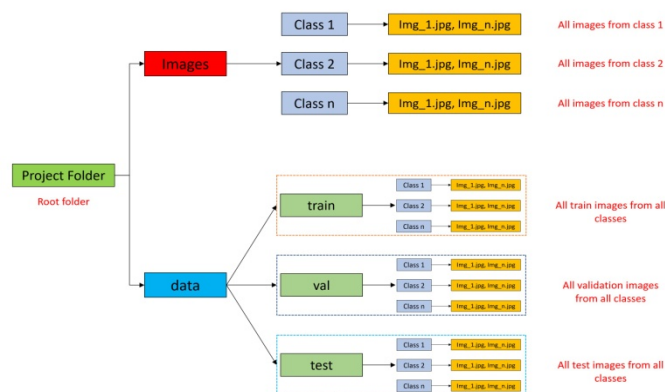 Class 1
Img_1.jpg, Img_n.jpg
All images from class 1
Images
Class 2
Img_1.jpg, Img_n.jpg
All images from class 2
Class n
Img_1.jpg, Img_n.jpg
All images from class n
Project Folder
Root folder
train
Class 1
Img_1.jpg, Img_n.jpg
Class 2
Img_1.jpg, Img_n.jpg
Class n
Img_1.jpg, Img_n.jpg
All train images from all
classes
data
val
Class 1
Img_1.jpg, Img_n.jpg
Class 2
Img_1.jpg, Img_n.jpg
Class n
Img_1.jpg, Img_n.jpg
All validation images
from all classes
test
Class 1
Img_1.jpg, Img_n.jpg
Class 2
Img_1.jpg, Img_n.jpg
Class n
Img_1.jpg, Img_n.jpg
All test images from all
classes